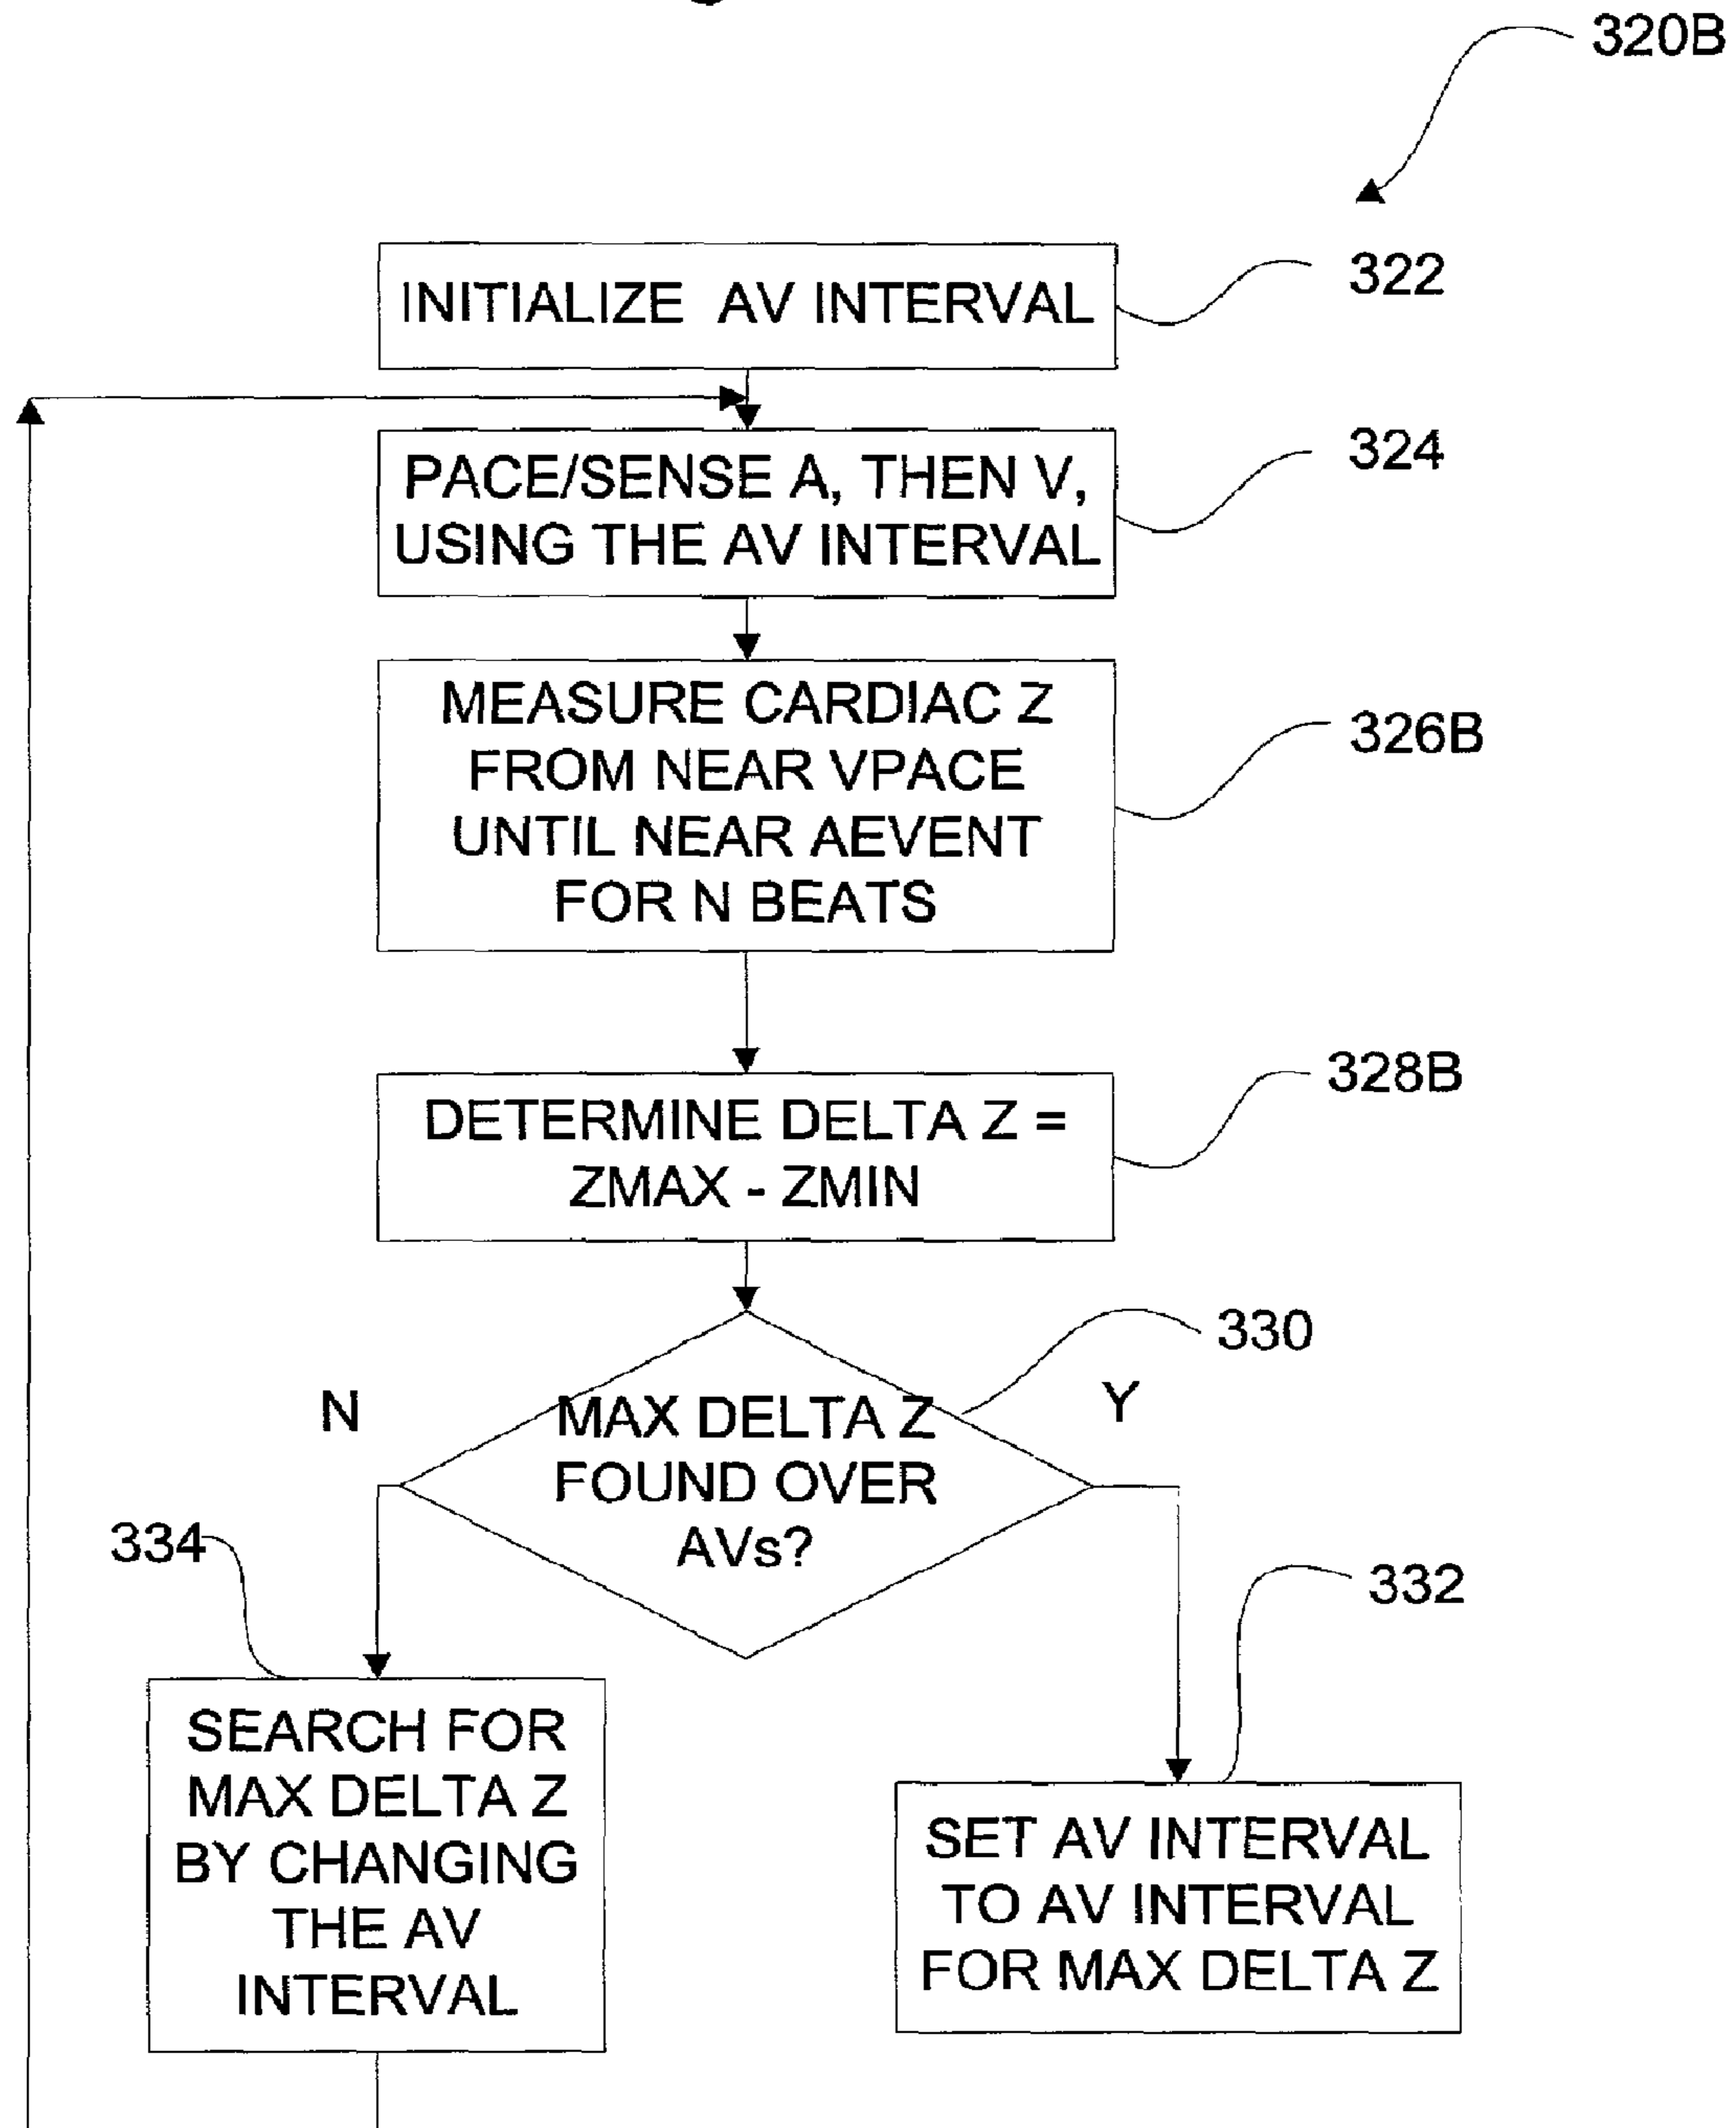 320B
INITIALIZE AV INTERVAL
322
PACE/SENSE A, THEN V,
USING THE AV INTERVAL
324
MEASURE CARDIAC Z
FROM NEAR VPACE
UNTIL NEAR AEVENT
FOR N BEATS
326B
DETERMINE DELTA Z =
ZMAX - ZMIN
328B
330
N
Y
MAX DELTA Z
FOUND OVER
AVs?
334
332
SEARCH FOR
MAX DELTA Z
BY CHANGING
THE AV
INTERVAL
SET AV INTERVAL
TO AV INTERVAL
FOR MAX DELTA Z